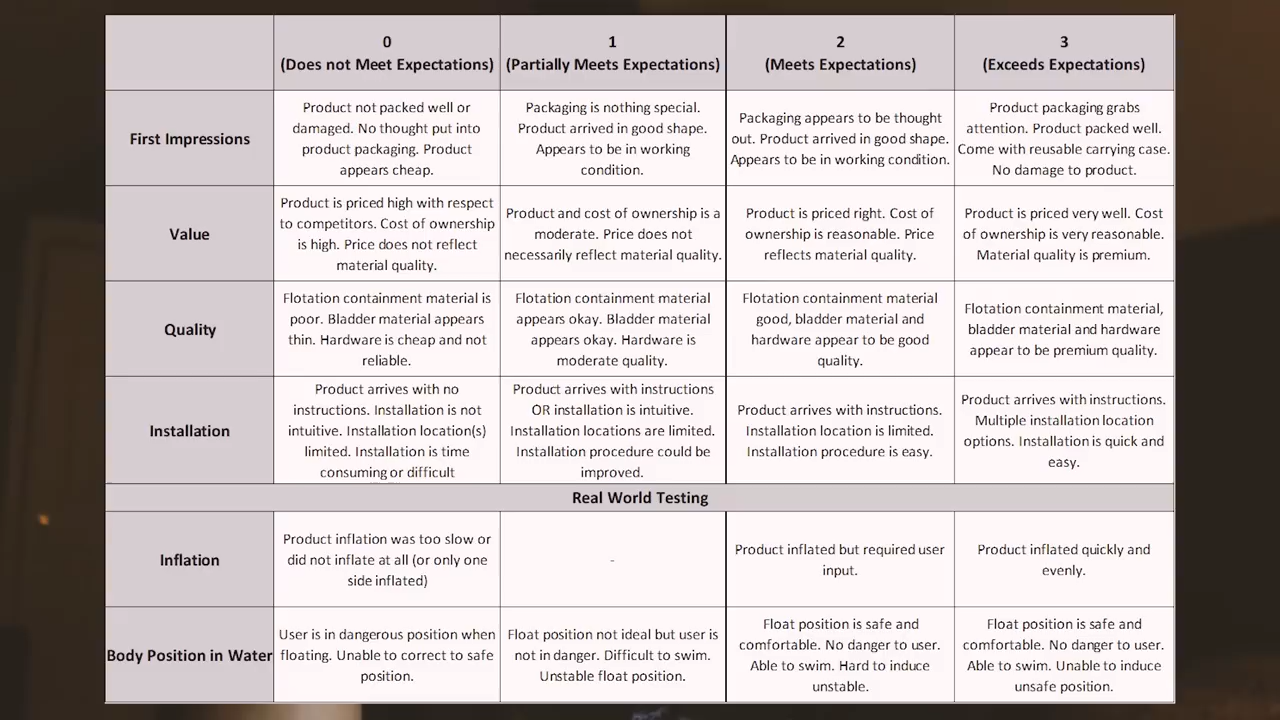 0
(Does not Meet Expectations)
1
(Partially Meets Expectations)
2
(Meets Expectations)
3
(Exceeds Expectations)
First Impressions
Product not packed well or
damaged. No thought put into
product packaging. Product
appears cheap.
Packaging is nothing special.
Product arrived in good shape.
Appears to be in working
condition.
Packaging appears to be thought
out. Product arrived in good shape.
Appears to be in working condition.
Product packaging grabs
attention. Product packed well.
Come with reusable carrying case.
No damage to product.
Value
Product is priced high with respect
to competitors. Cost of ownership
is high. Price does not reflect
material quality.
Product and cost of ownership is a
moderate. Price does not
necessarily reflect material quality.
Product is priced right. Cost of
ownership is reasonable. Price
reflects material quality.
Product is priced very well. Cost
of ownership is very reasonable.
Material quality is premium.
Quality
Flotation containment material is
poor. Bladder material appears
thin. Hardware is cheap and not
reliable.
Flotation containment material
appears okay. Bladder material
appears okay. Hardware is
moderate quality.
Flotation containment material
good, bladder material and
hardware appear to be good
quality.
Flotation containment material,
bladder material and hardware
appear to be premium quality.
Installation
Product arrives with no
instructions. Installation is not
intuitive. Installation location(s)
limited. Installation is time
consuming or difficult
Product arrives with instructions
OR installation is intuitive.
Installation locations are limited.
Installation procedure could be
improved.
Product arrives with instructions.
Installation location is limited.
Installation procedure is easy.
Product arrives with instructions.
Multiple installation location
options. Installation is quick and
easy.
Real World Testing
Inflation
Product inflation was too slow or
did not inflate at all (or only one
side inflated)
-
Product inflated but required user
input.
Product inflated quickly and
evenly.
Body Position in Water
User is in dangerous position when
floating. Unable to correct to safe
position.
Float position not ideal but user is
not in danger. Difficult to swim.
Unstable float position.
Float position is safe and
comfortable. No danger to user.
Able to swim. Hard to induce
unstable.
Float position is safe and
comfortable. No danger to user.
Able to swim. Unable to induce
unsafe position.